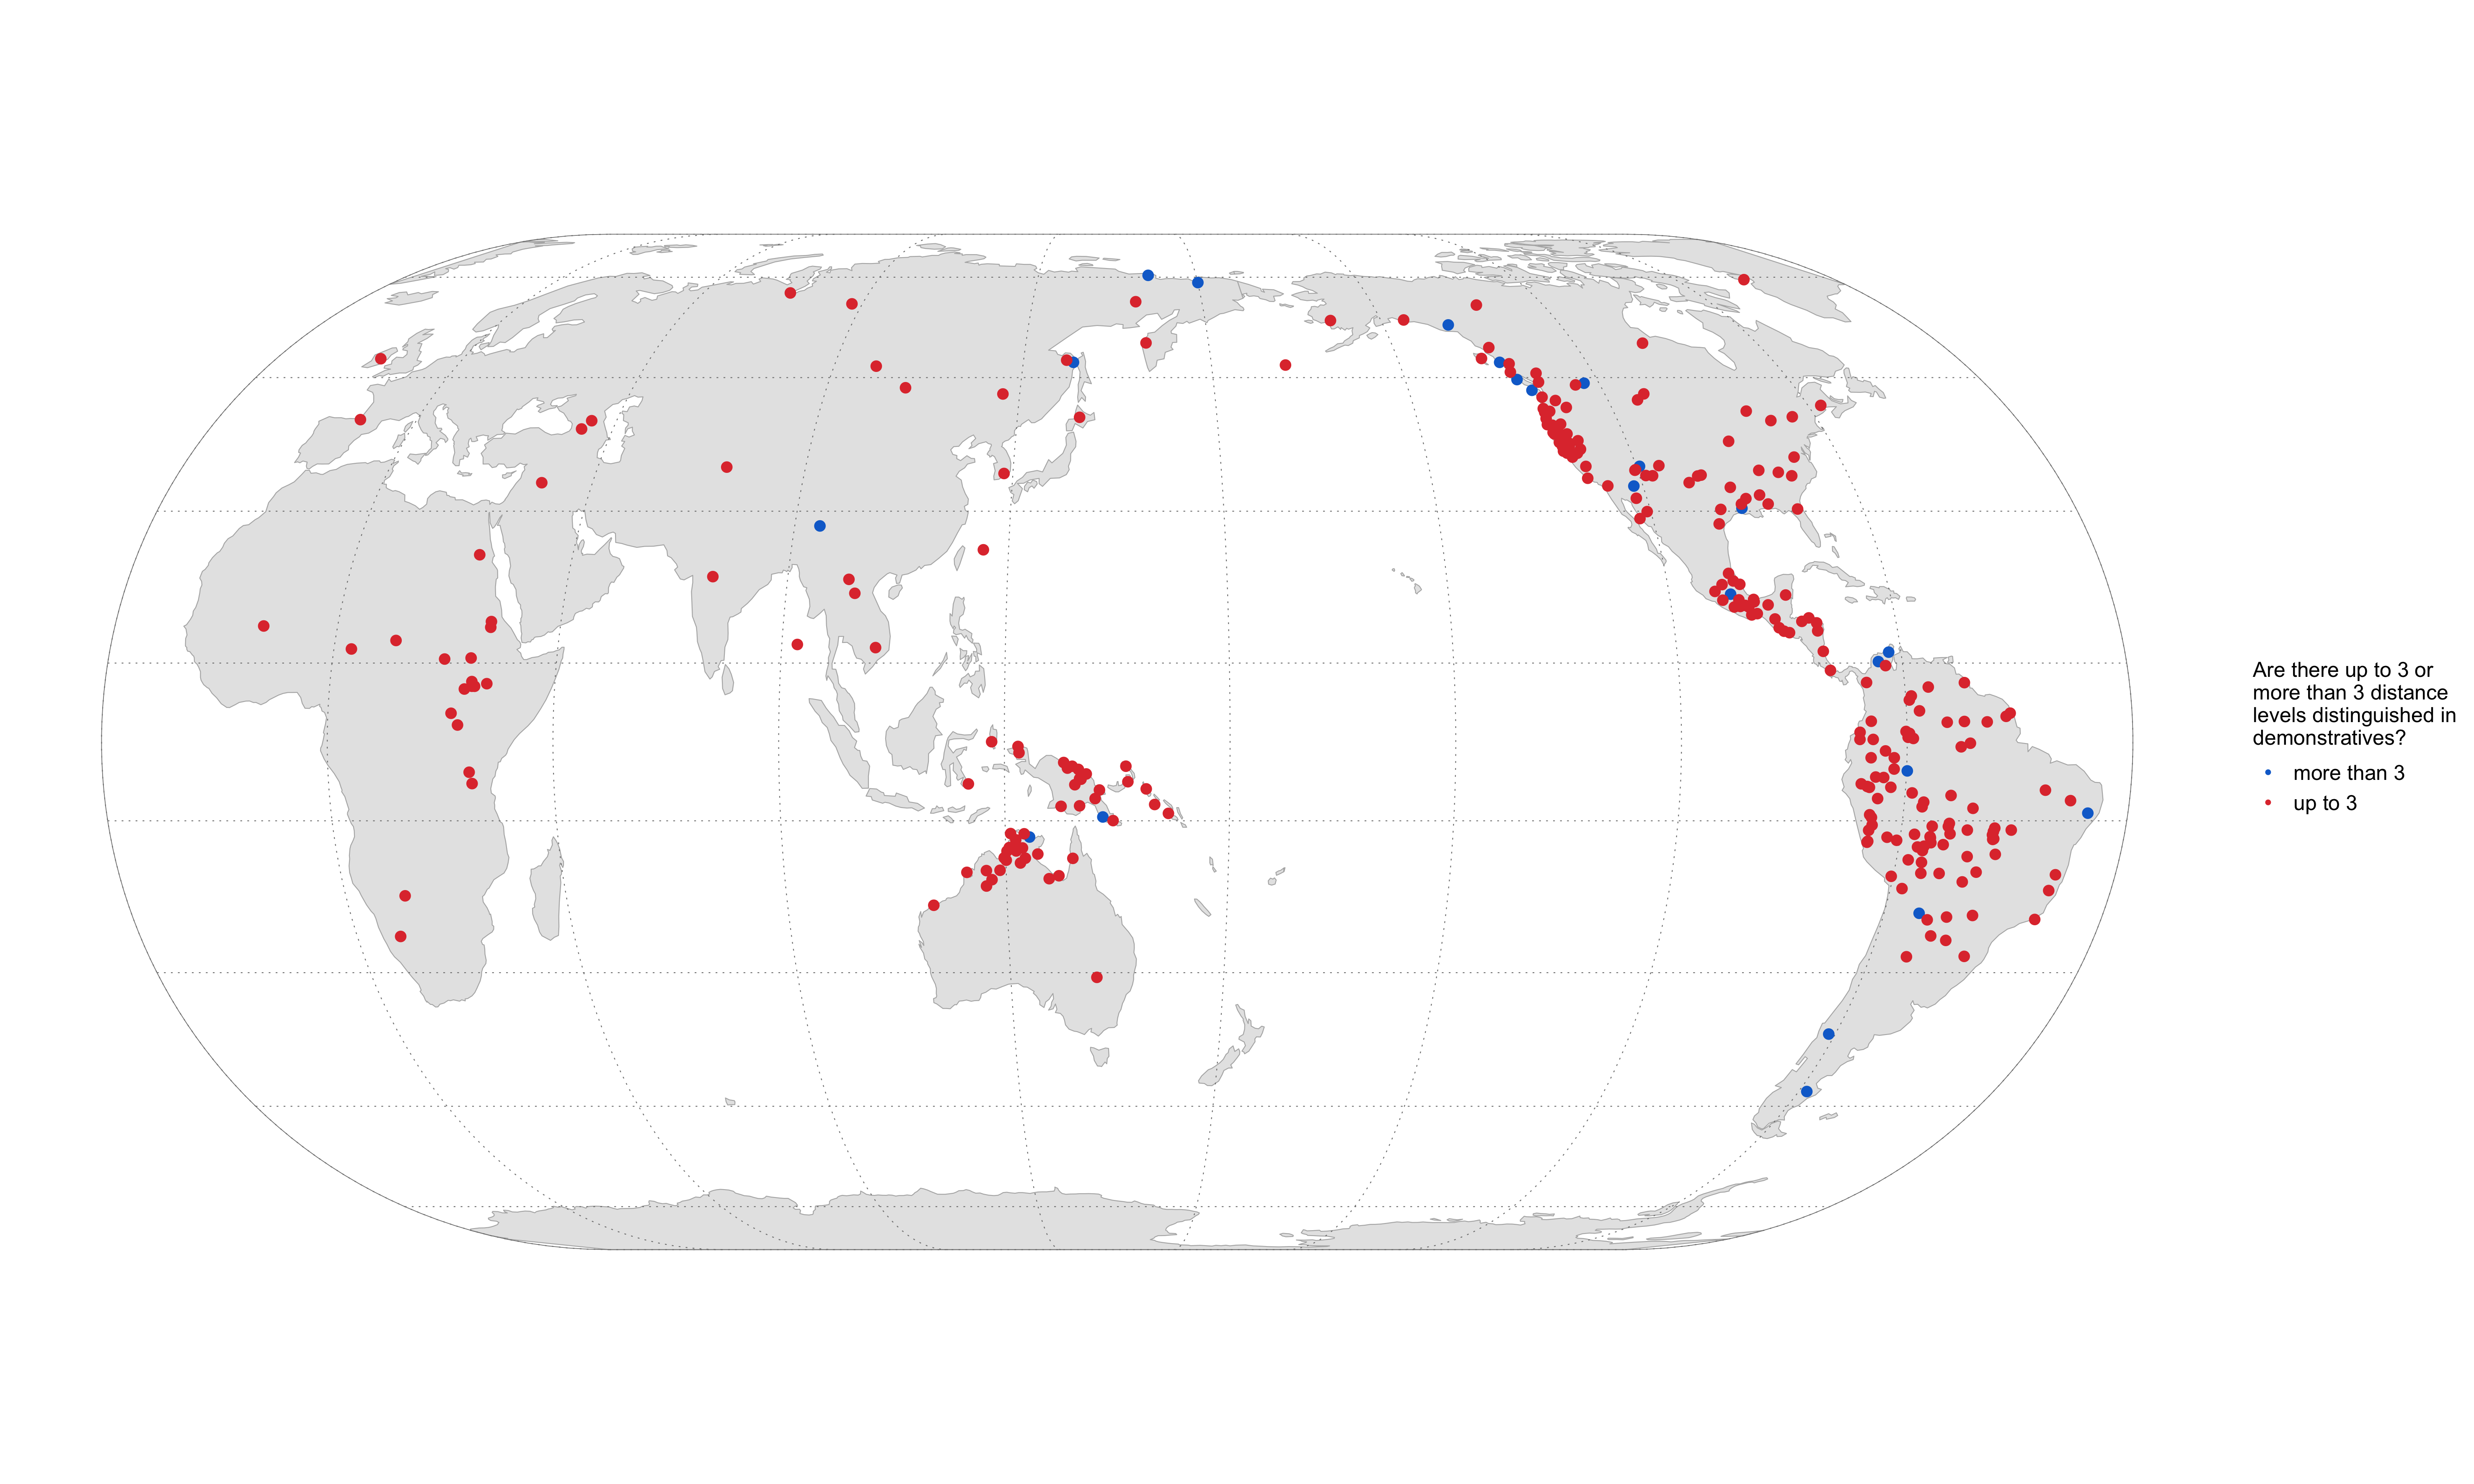 Are there up to 3 or
more than 3 distance
levels distinguished in
demonstratives?
more than 3
up to 3